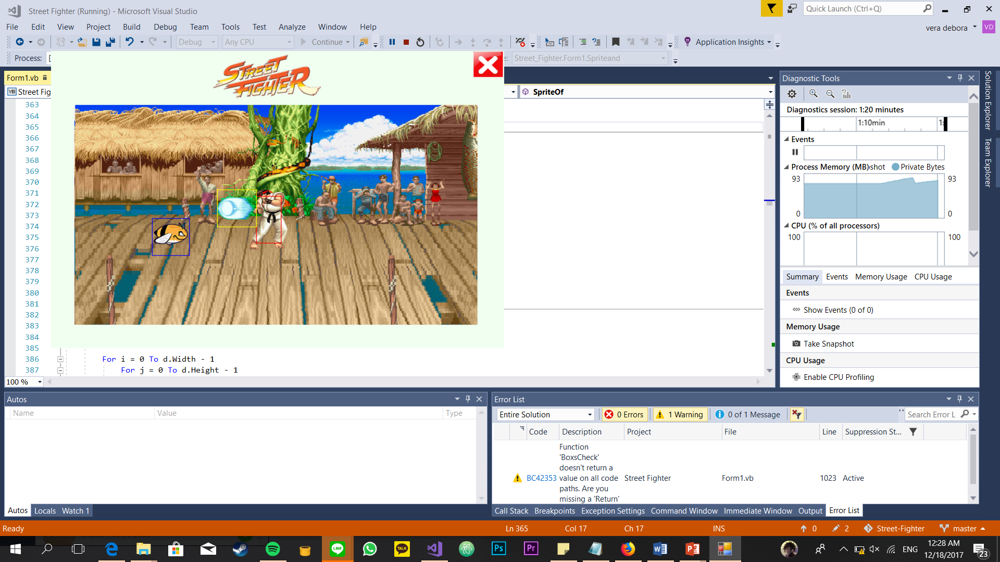 Street Fighter (Running) - Microsoft Visual Studio
Quick Launch (Ctrl+Q)
File Edit View Project Build Debug Team Tools Test Analyze Window Help
vera debora VD
Debug Any CPU Continue Application Insights
Process: [
Street_Fighter.Form1.Spriteand
STREET
FIGHTER
Form1.vb
VB Street Fig
SpriteOf
363
364
365
366
367
368
369
370
371
372
373
374
375
376
377
378
379
380
381
382
383
384
385
386 For i = 0 To d.Width - 1
387 For j = 0 To d.Height - 1
100 %
Diagnostic Tools
Diagnostics session: 1:20 minutes
1:10min
Events
Process Memory (MB) Private Bytes
93 93
0 0
CPU (% of all processors)
100 100
Summary Events Memory Usage CPU Usage
Events
Show Events (0 of 0)
Memory Usage
Take Snapshot
CPU Usage
Enable CPU Profiling
Solution Explorer
Team Explorer
Autos
Name Value Type
Autos Locals Watch 1
Error List
Entire Solution 0 Errors 1 Warning 0 of 1 Message Search Error L
Code Description Project File Line Suppression St...
Function
'BoxsCheck'
doesn't return a
BC42353 value on all code Street Fighter Form1.vb 1023 Active
paths. Are you
missing a 'Return'
Call Stack Breakpoints Exception Settings Command Window Immediate Window Output Error List
Ready Ln 365 Col 17 Ch 17 INS 0 2 Street-Fighter master
LINE TALK Ps Pr ENG
12:28 AM
12/18/2017
23